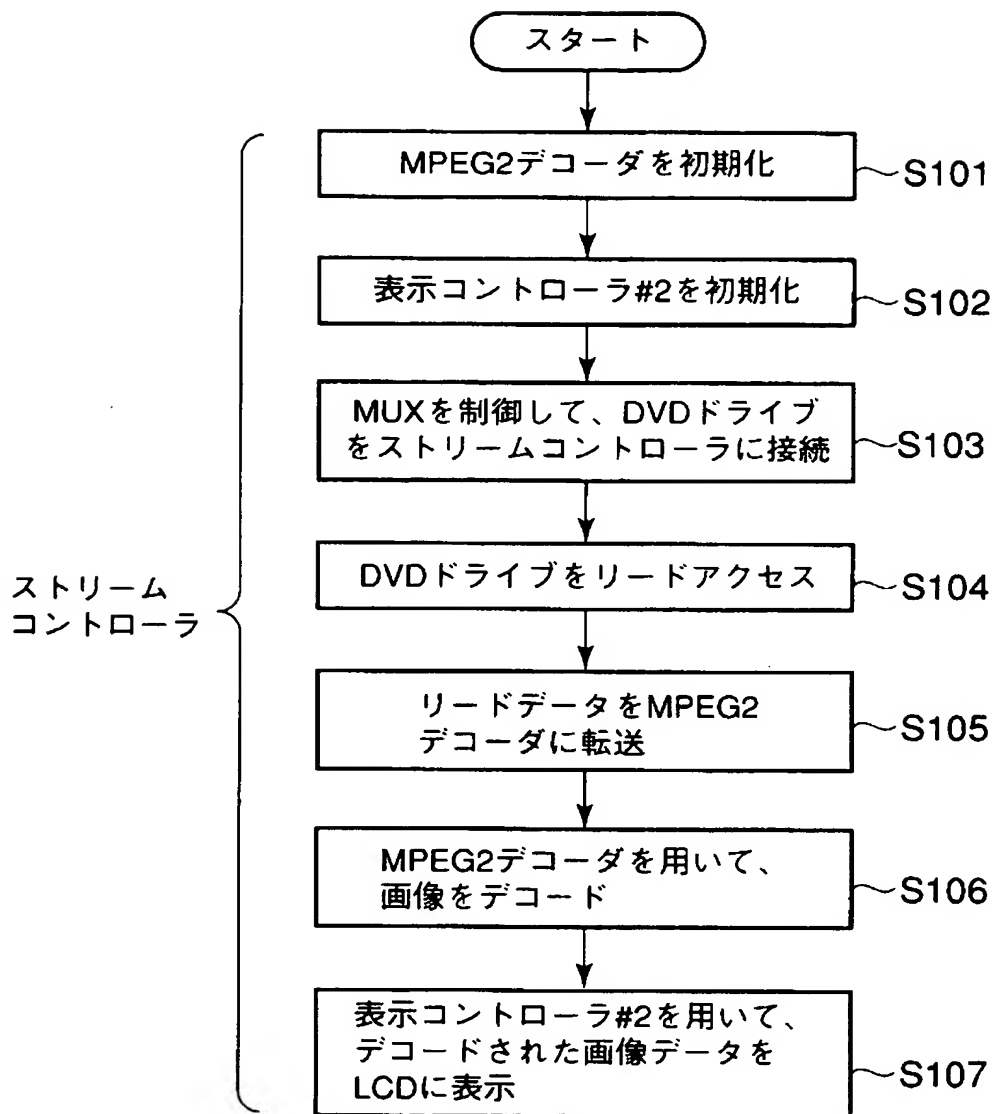 スタート
MPEG2デコーダを初期化
S101
表示コントローラ#2を初期化
S102
MUXを制御して、DVDドライブ
をストリームコントローラに接続
S103
DVDドライブをリードアクセス
S104
ストリーム
コントローラ
リードデータをMPEG2
デコーダに転送
S105
MPEG2デコーダを用いて、
画像をデコード
S106
表示コントローラ#2を用いて、
デコードされた画像データを
LCDに表示
S107